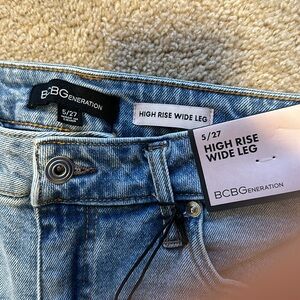 BCBGENERATION
5/27
HIGH RISE WIDE LEG
5/27
HIGH RISE
WIDE LEG
BCBGENERATION